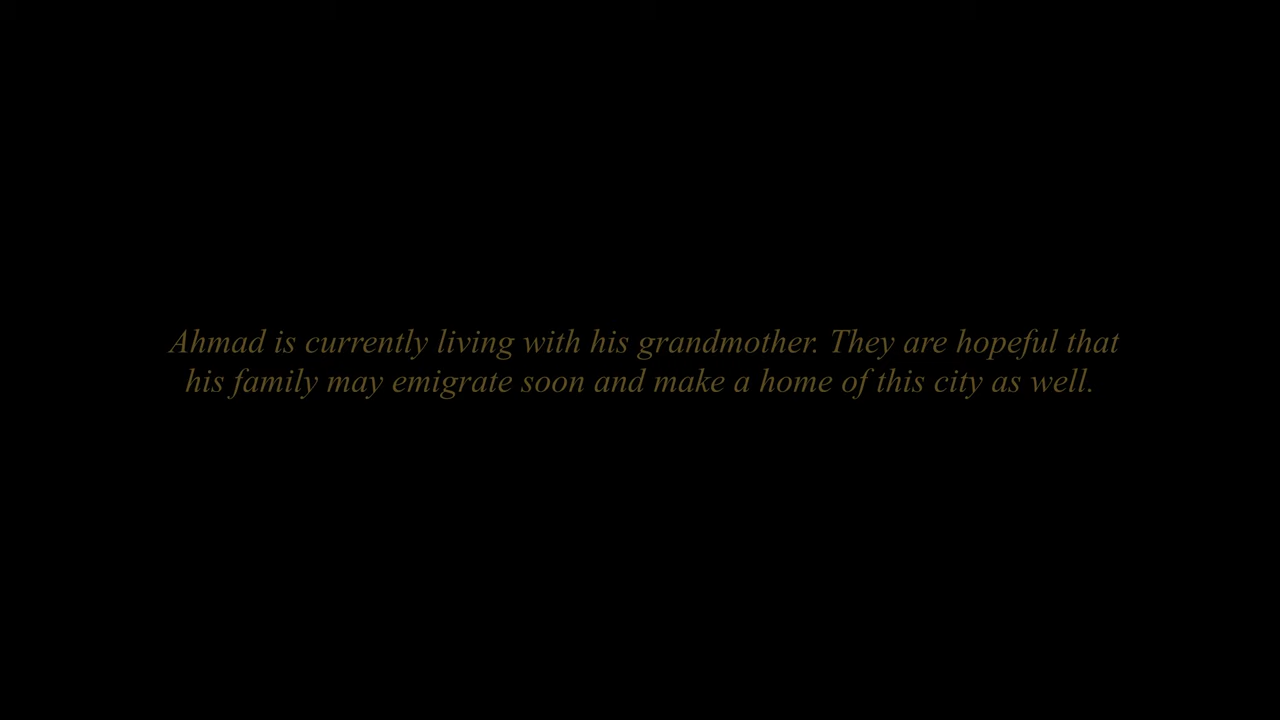 Ahmad is currently living with his grandmother. They are hopeful that
his family may emigrate soon and make a home of this city as well.